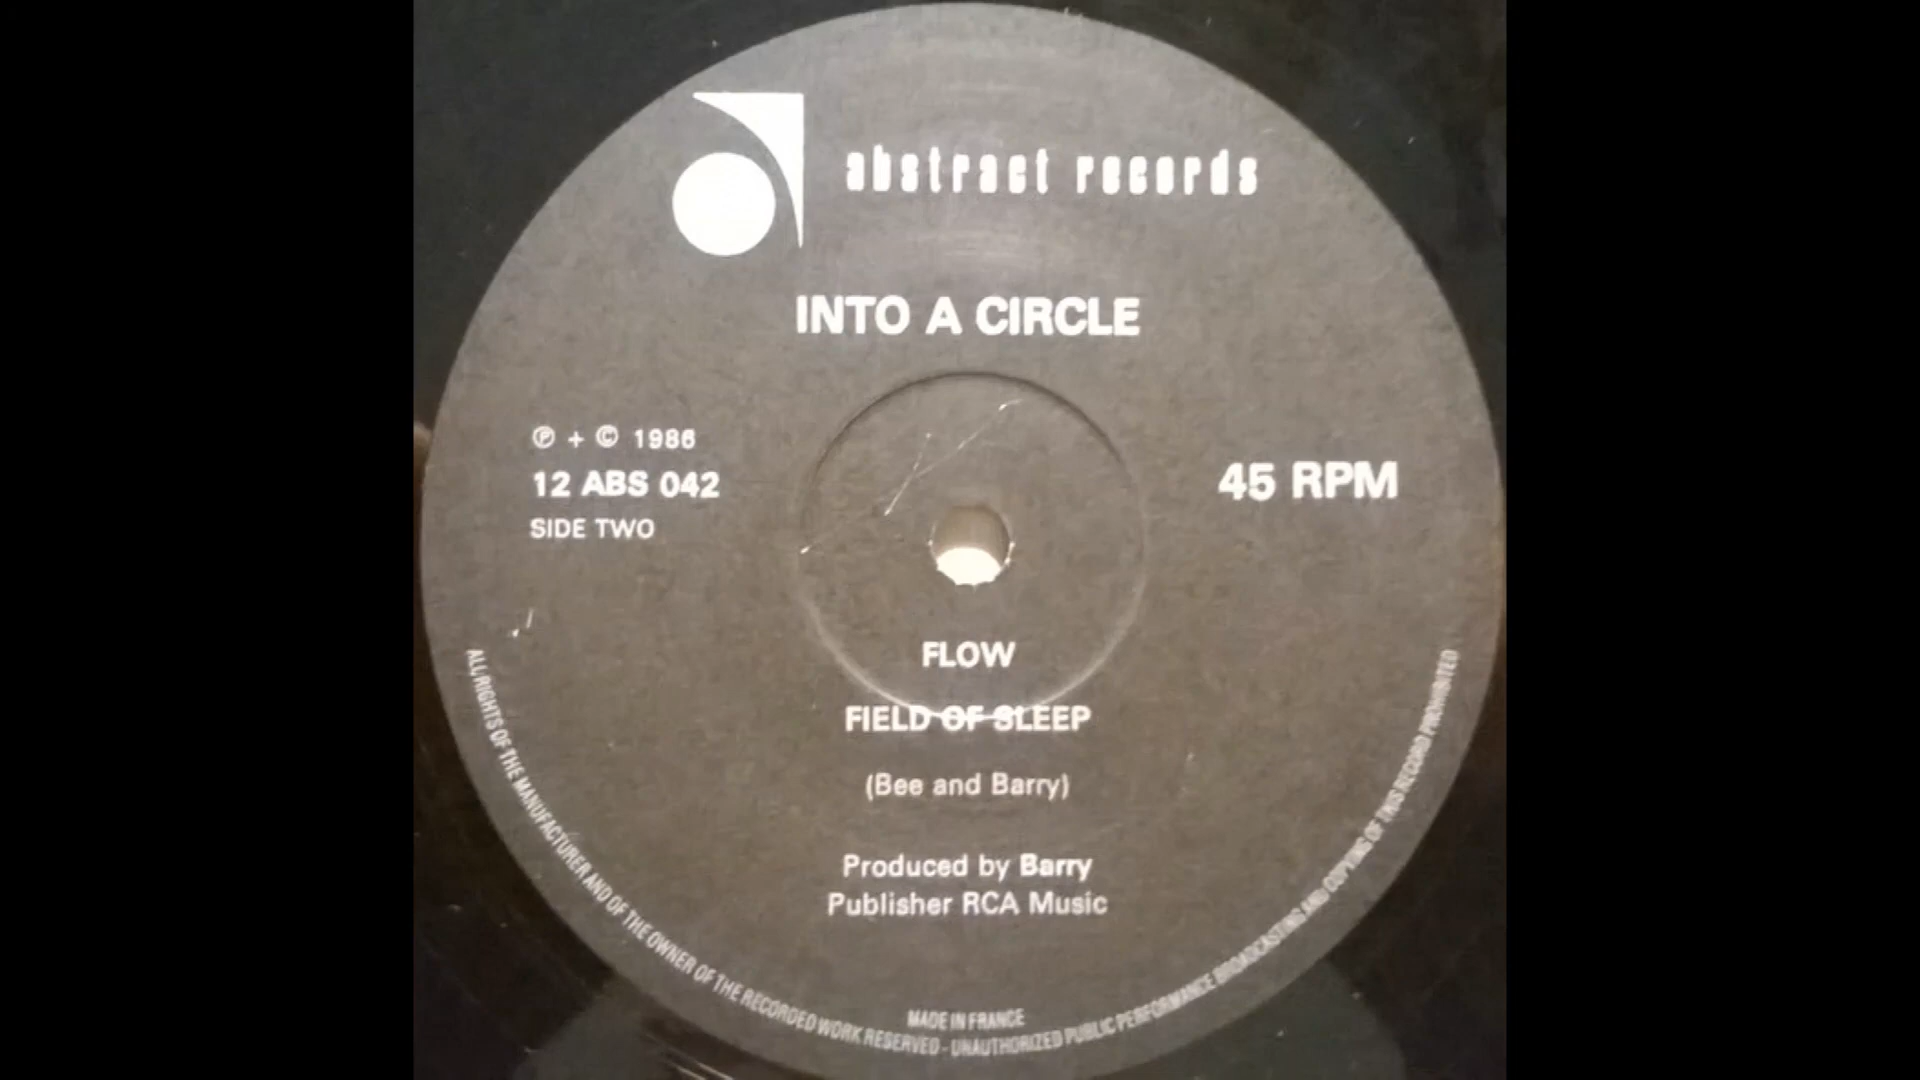 abstract records
INTO A CIRCLE
℗ + © 1986
12 ABS 042
SIDE TWO
45 RPM
FLOW
FIELD OF SLEEP
(Bee and Barry)
Produced by Barry
Publisher RCA Music
MADE IN FRANCE
ALL RIGHTS OF THE MANUFACTURER AND OF THE OWNER OF THE RECORDED WORK RESERVED - UNAUTHORIZED PUBLIC PERFORMANCE BROADCASTING AND COPYING OF THIS RECORD PROHIBITED